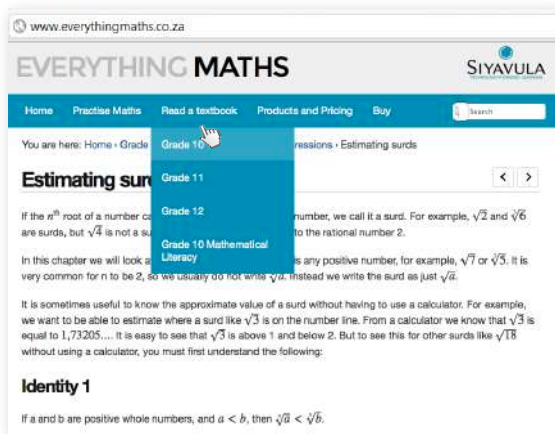 www.everythingmaths.co.za
EVERYTHING MATHS
SIYAVULA
Home Practise Maths Read a textbook Products and Pricing Buy Search
You are here: Home › Grade Grade 10 ressions › Estimating surds
Estimating sur
Grade 11
Grade 12
Grade 10 Mathematical
Literacy
If the nᵗʰ root of a number ca number, we call it a surd. For example, √2 and ∛6
are surds, but √4 is not a su to the rational number 2.
In this chapter we will look a is any positive number, for example, √7 or ∛5. It is
very common for n to be 2, so we usually do not write ²√a. Instead we write the surd as just √a.
It is sometimes useful to know the approximate value of a surd without having to use a calculator. For example,
we want to be able to estimate where a surd like √3 is on the number line. From a calculator we know that √3 is
equal to 1,73205.... It is easy to see that √3 is above 1 and below 2. But to see this for other surds like √18
without using a calculator, you must first understand the following:
Identity 1
If a and b are positive whole numbers, and a < b, then ⁿ√a < ⁿ√b.